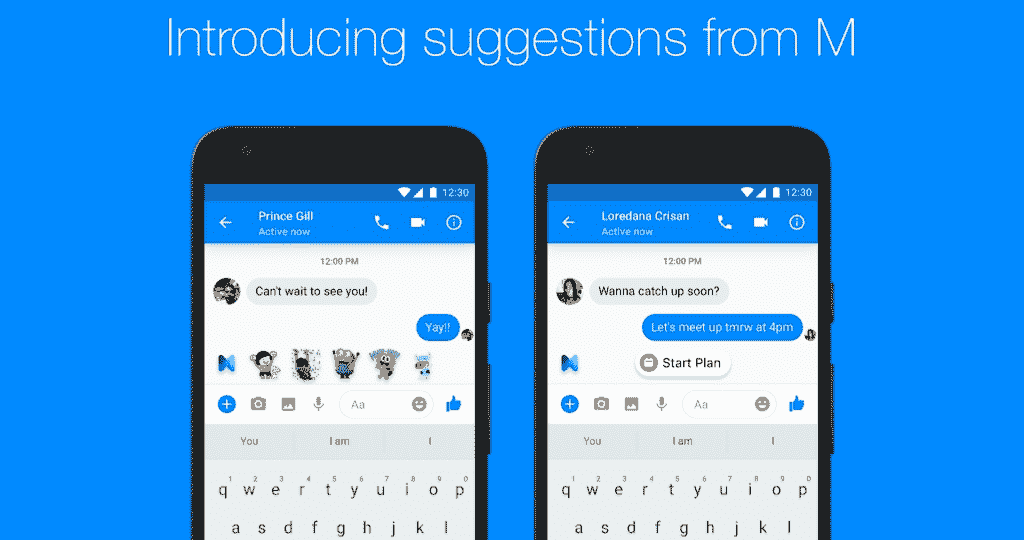 Introducing suggestions from M
12:30
Prince Gill
Active now
12:00 PM
Can't wait to see you!
Yay!!
Aa
You I am I
1 2 3 4 5 6 7 8 9 0
q w e r t y u i o p
a s d f g h j k l
12:30
Loredana Crisan
Active now
12:00 PM
Wanna catch up soon?
Let's meet up tmrw at 4pm
Start Plan
Aa
You I am I
1 2 3 4 5 6 7 8 9 0
q w e r t y u i o p
a s d f g h j k l